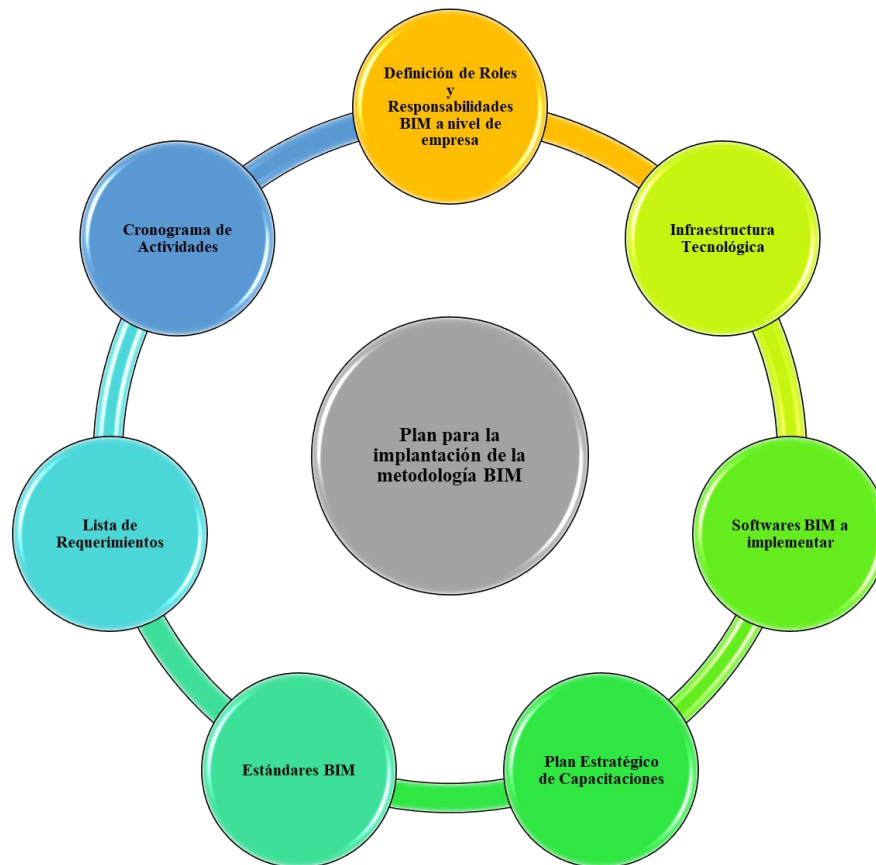 Definición de Roles
y
Responsabilidades
BIM a nivel de
empresa
Infraestructura
Tecnológica
Softwares BIM a
implementar
Plan Estratégico
de Capacitaciones
Estándares BIM
Lista de
Requerimientos
Cronograma de
Actividades
Plan para la
implantación de la
metodología BIM